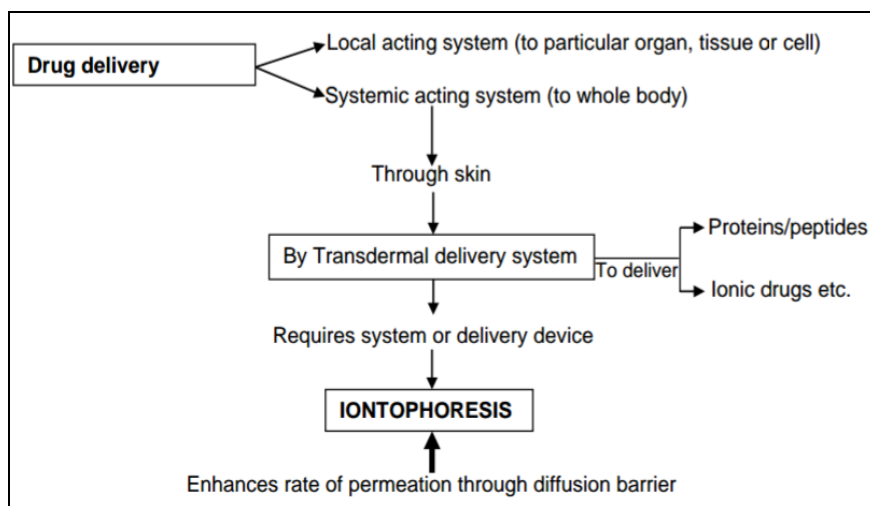 Local acting system (to particular organ, tissue or cell)
Drug delivery
Systemic acting system (to whole body)
Through skin
Proteins/peptides
By Transdermal delivery system
To deliver
Ionic drugs etc.
Requires system or delivery device
IONTOPHORESIS
Enhances rate of permeation through diffusion barrier